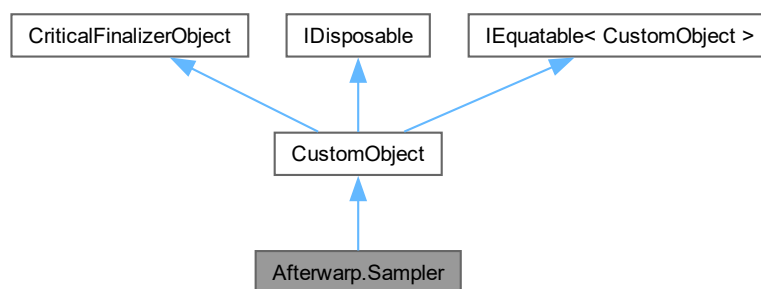 CriticalFinalizerObject
IDisposable
IEquatable< CustomObject >
CustomObject
Afterwarp.Sampler